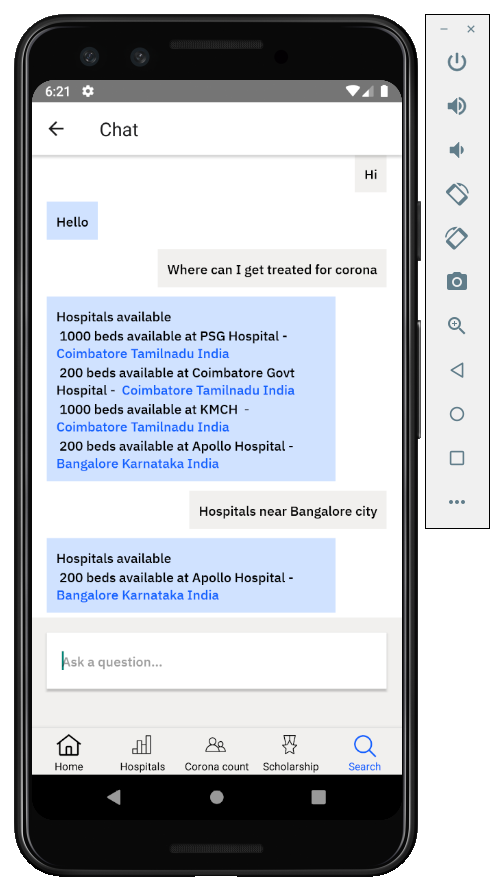 6:21
Chat
Hi
Hello
Where can I get treated for corona
Hospitals available
1000 beds available at PSG Hospital -
Coimbatore Tamilnadu India
200 beds available at Coimbatore Govt
Hospital - Coimbatore Tamilnadu India
1000 beds available at KMCH -
Coimbatore Tamilnadu India
200 beds available at Apollo Hospital -
Bangalore Karnataka India
Hospitals near Bangalore city
Hospitals available
200 beds available at Apollo Hospital -
Bangalore Karnataka India
Ask a question...
Home Hospitals Corona count Scholarship Search